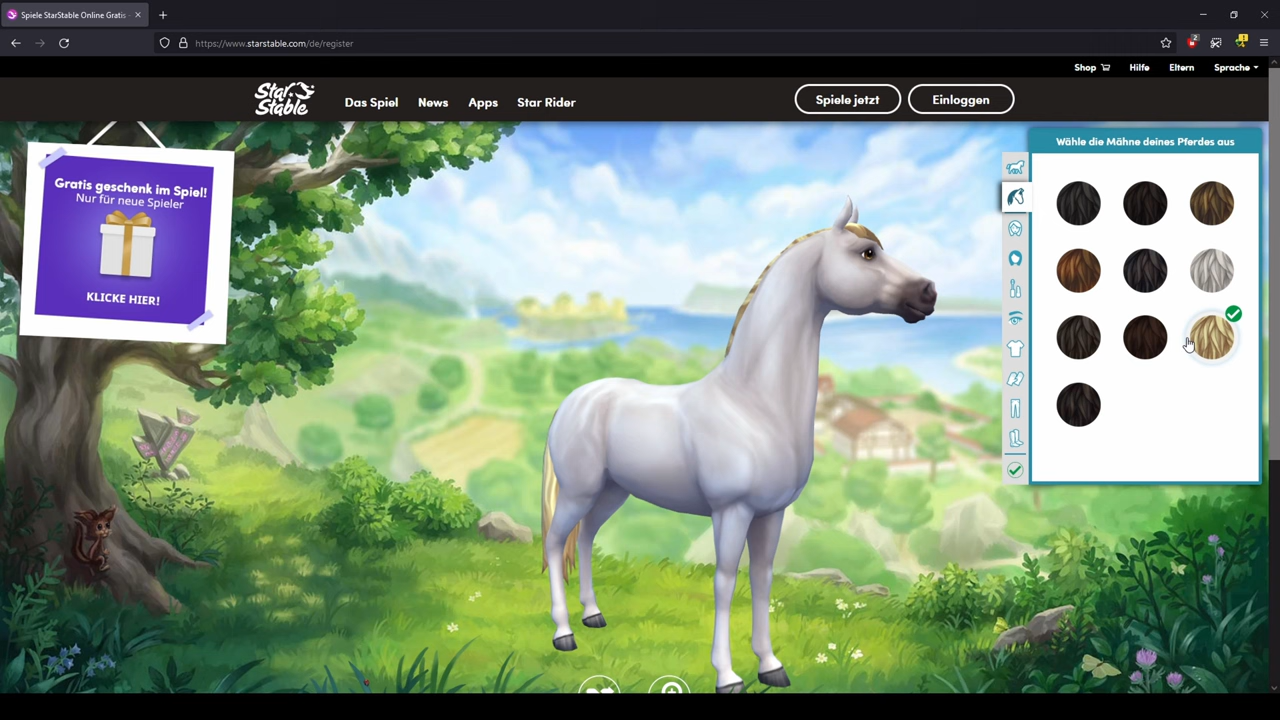 Spiele StarStable Online Gratis
https://www.starstable.com/de/register
2
1
Shop
Hilfe
Eltern
Sprache
Star Stable
Das Spiel
News
Apps
Star Rider
Spiele jetzt
Einloggen
Gratis geschenk im Spiel!
Nur für neue Spieler
KLICKE HIER!
Wähle die Mähne deines Pferdes aus